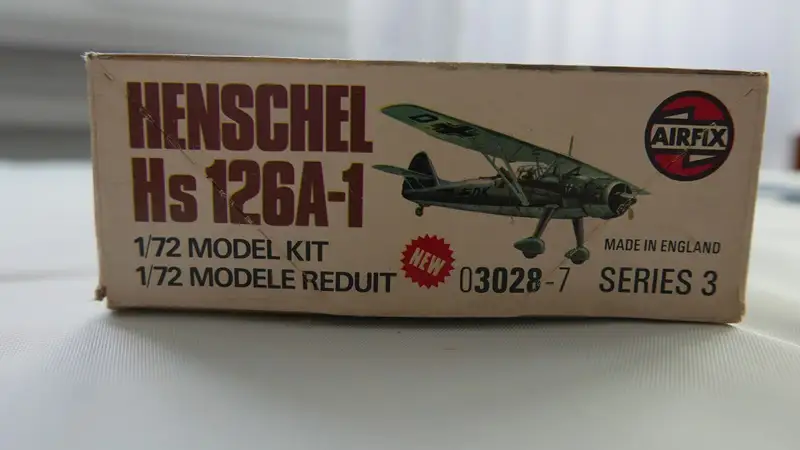 HENSCHEL
Hs 126A-1
1/72 MODEL KIT
1/72 MODELE REDUIT
NEW
03028-7
SERIES 3
MADE IN ENGLAND
AIRFIX
D